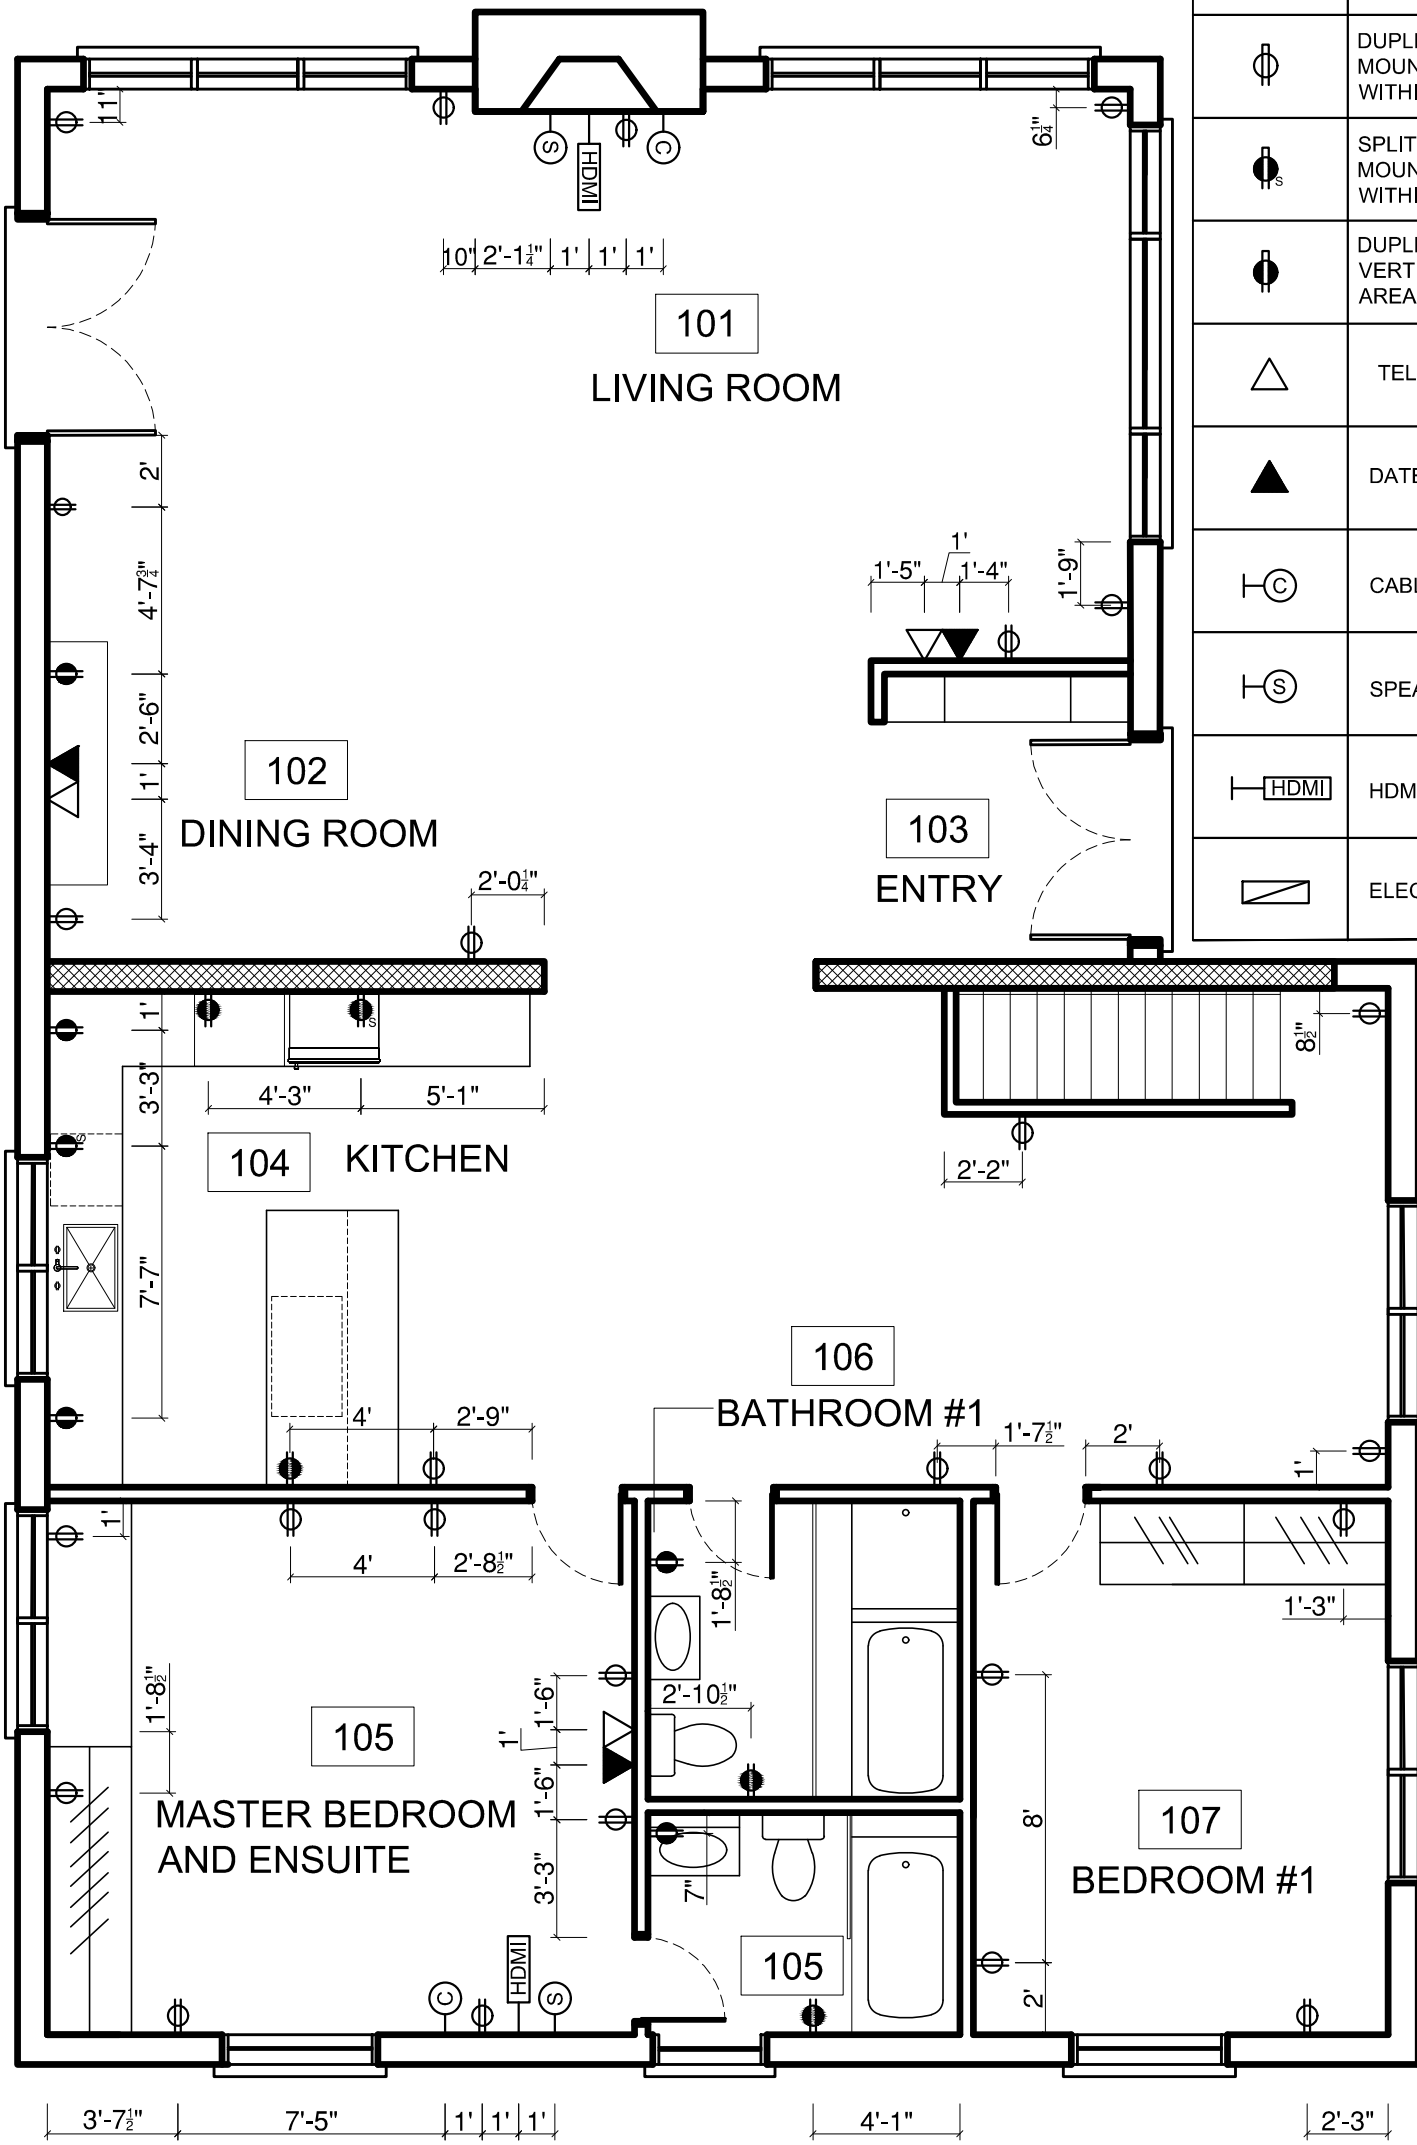 DUPL
MOUN
WITH
SPLIT
MOUN
WITH
S
DUPL
VERT
AREA
TEL
DATE
C
CAB
S
SPEA
HDMI
HDM
ELEC
11'
S
HDMI
C
6¼"
10"
2'-1¼"
1'
1'
1'
101
LIVING ROOM
2'
4'-7¾"
2'-6"
1'
3'-4"
1'-5"
1'
1'-4"
1'-9"
102
DINING ROOM
103
ENTRY
2'-0¼"
1'
3'-3"
7'-7"
S
S
4'-3"
5'-1"
8½"
104
KITCHEN
2'-2"
106
BATHROOM #1
4'
2'-9"
1'-7½"
2'
1'
1'
4'
2'-8½"
1'-8½"
1'-3"
1'-8½"
1'-6"
1'
1'-6"
3'-3"
2'-10½"
105
MASTER BEDROOM
AND ENSUITE
8'
2'
107
BEDROOM #1
7"
105
C
HDMI
S
3'-7½"
7'-5"
1'
1'
1'
4'-1"
2'-3"